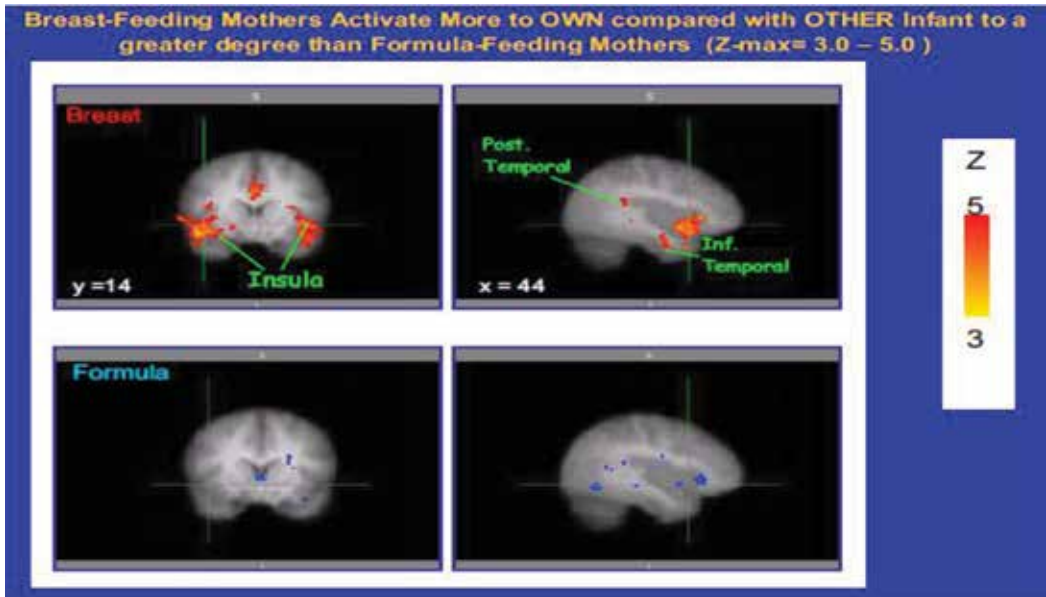 Breast-Feeding Mothers Activate More to OWN compared with OTHER Infant to a
greater degree than Formula-Feeding Mothers (Z-max= 3.0 – 5.0 )
Breast
Insula
y =14
Post.
Temporal
Inf.
Temporal
x = 44
Z
5
3
Formula